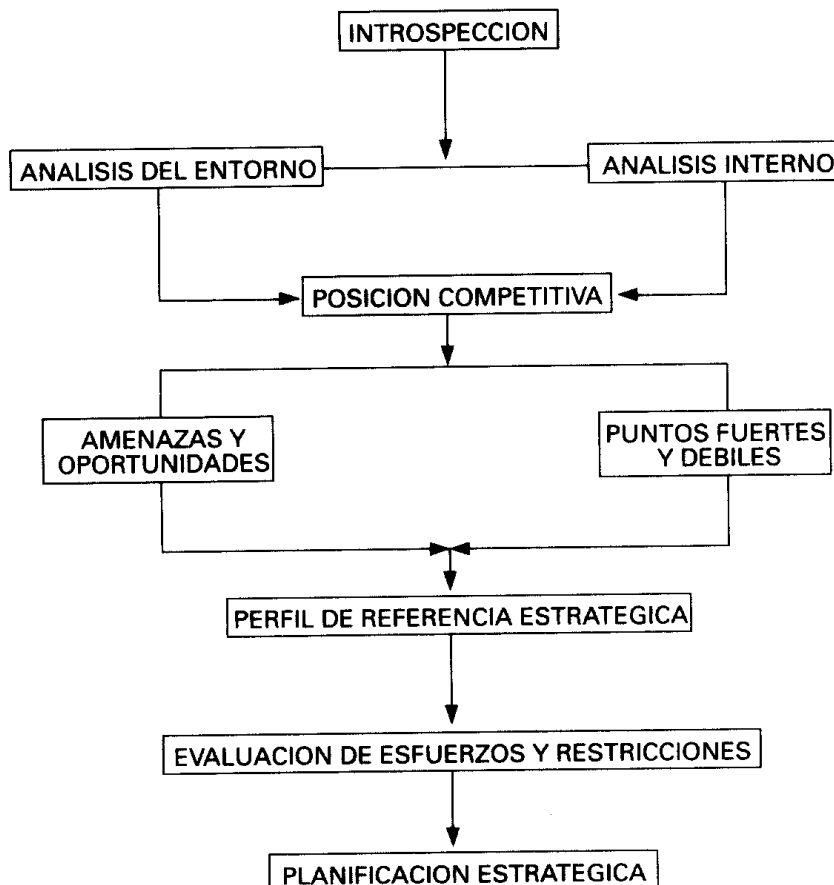 INTROSPECCION
ANALISIS DEL ENTORNO
ANALISIS INTERNO
POSICION COMPETITIVA
AMENAZAS Y
OPORTUNIDADES
PUNTOS FUERTES
Y DEBILES
PERFIL DE REFERENCIA ESTRATEGICA
EVALUACION DE ESFUERZOS Y RESTRICCIONES
PLANIFICACION ESTRATEGICA